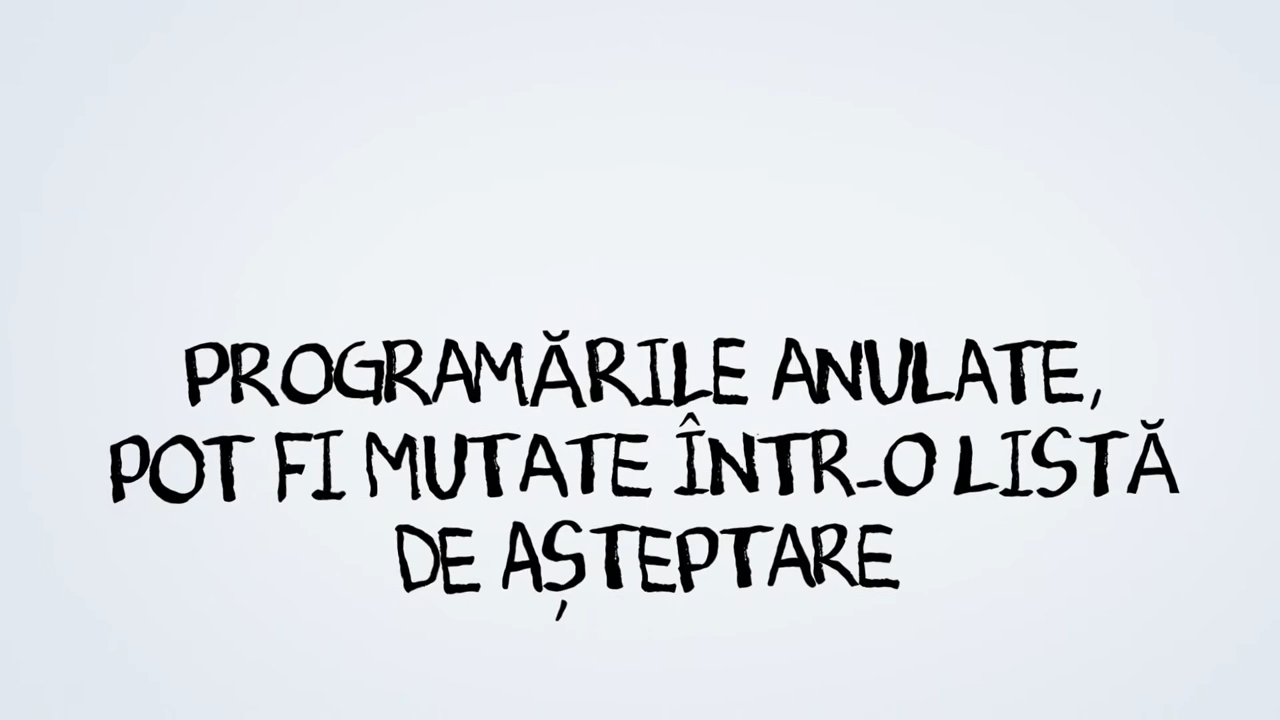 PROGRAMĂRILE ANULATE,
POT FI MUTATE ÎNTR-O LISTĂ
DE AȘTEPTARE